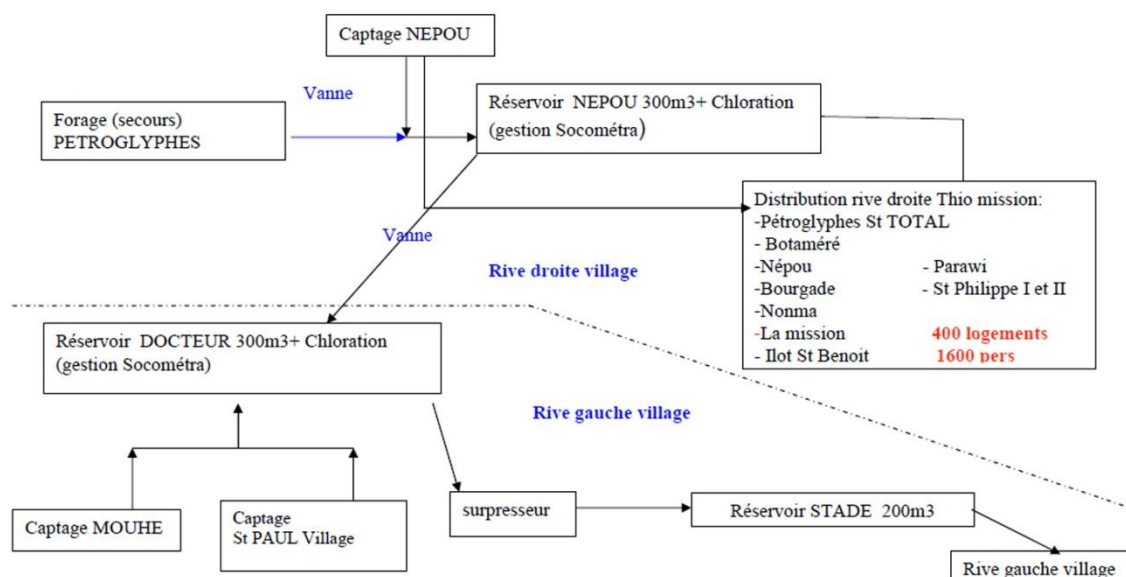 Captage NEPOU
Vanne
Forage (secours)
PETROGLYPHES
Réservoir NEPOU 300m3+ Chloration
(gestion Socométra)
Distribution rive droite Thio mission:
-Pétroglyphes St TOTAL
- Botaméré
-Népou - Parawi
-Bourgade - St Philippe I et II
-Nonma
-La mission 400 logements
- Ilot St Benoit 1600 pers
Vanne
Rive droite village
Réservoir DOCTEUR 300m3+ Chloration
(gestion Socométra)
Rive gauche village
Captage MOUHE
Captage
St PAUL Village
surpresseur
Réservoir STADE 200m3
Rive gauche village